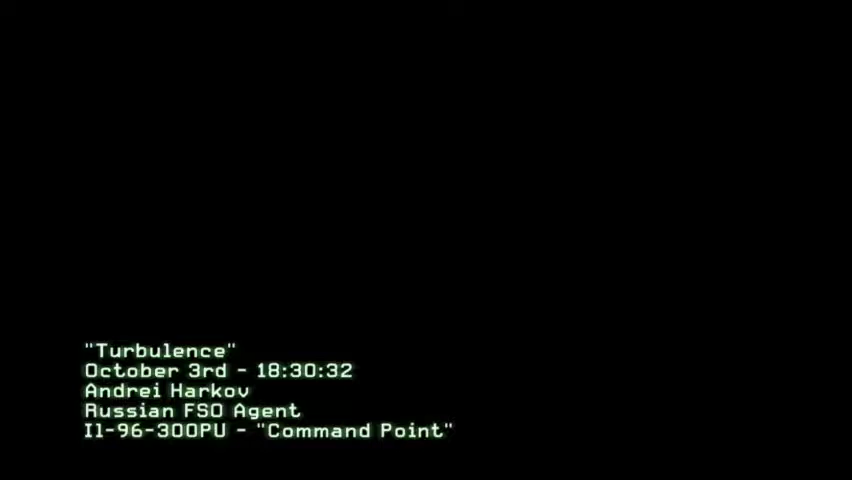 "Turbulence"
October 3rd - 18:30:32
Andrei Harkov
Russian FSO Agent
Il-96-300PU - "Command Point"